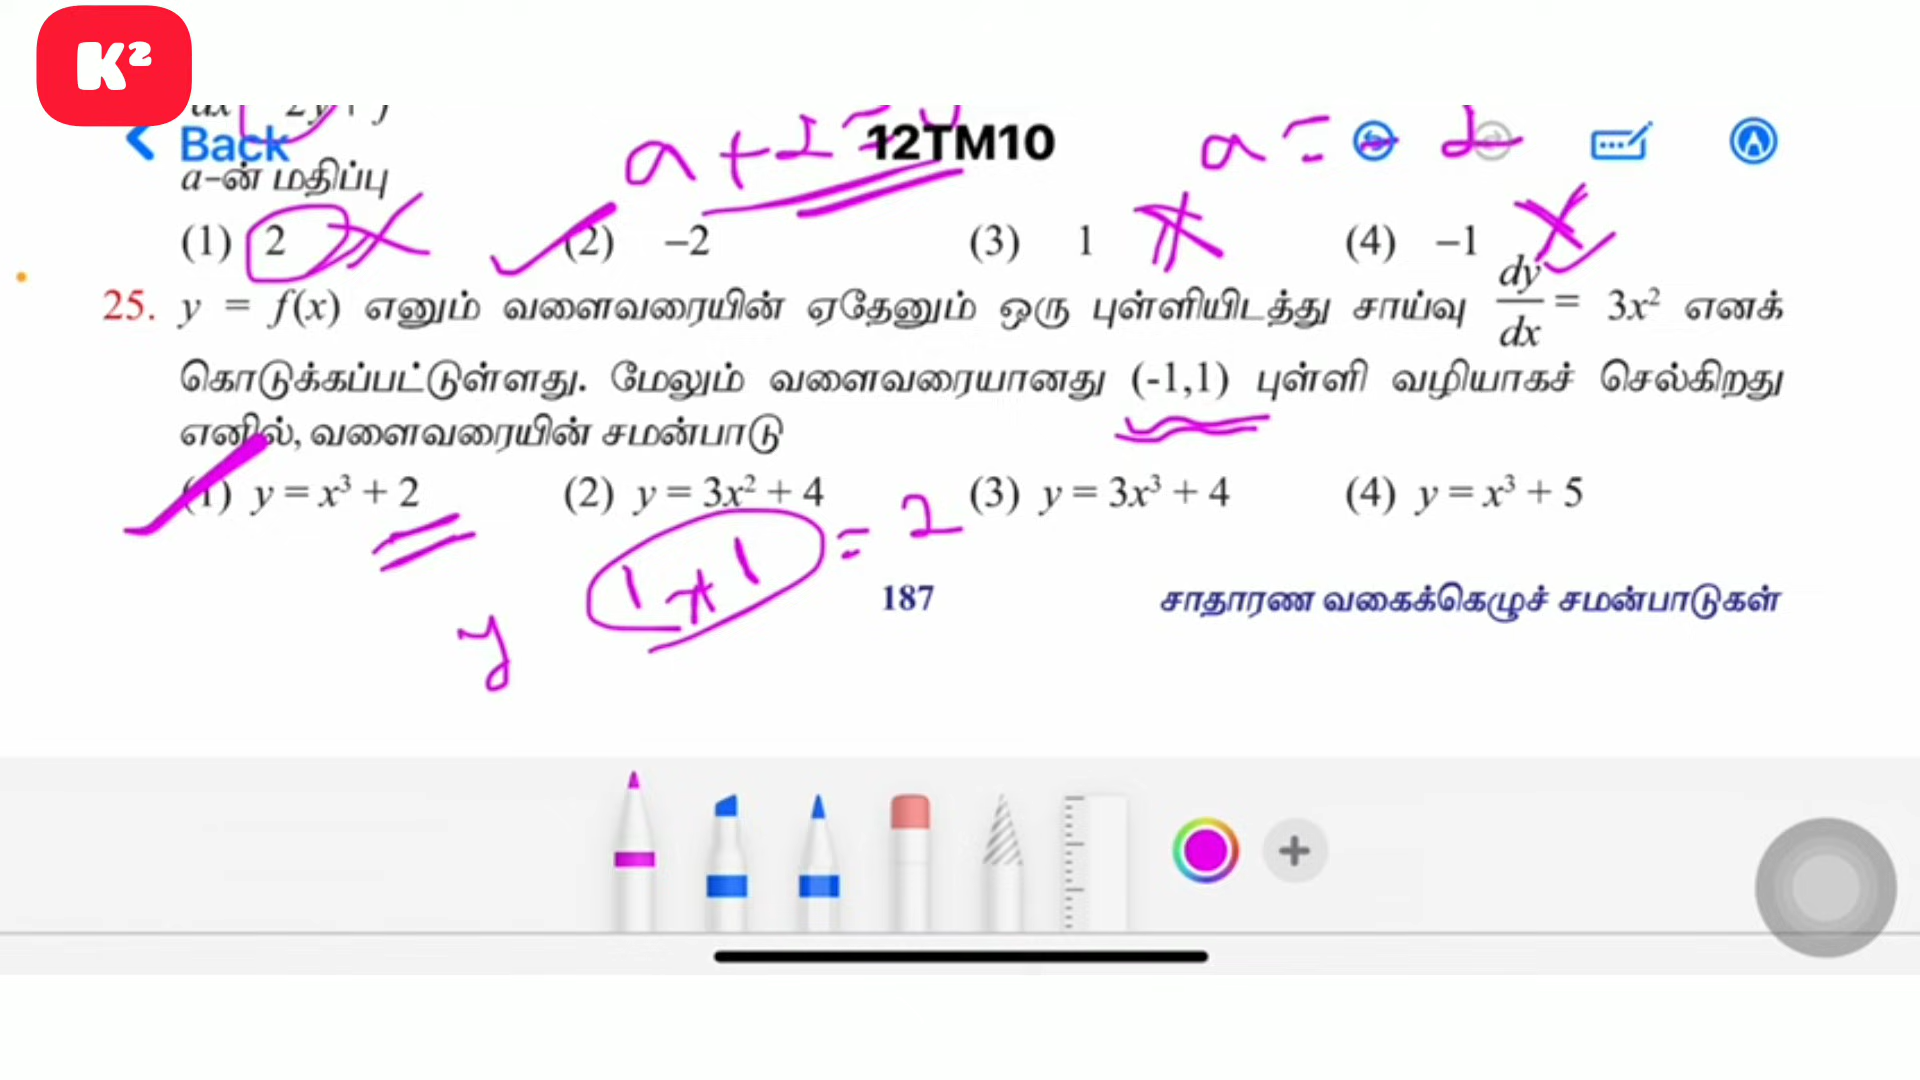 K²
Back
12TM10
a + 2 =
a = - 2
a-ன் மதிப்பு
(1) 2 (2) -2 (3) 1 (4) -1
25. y = f(x) எனும் வளைவரையின் ஏதேனும் ஒரு புள்ளியிடத்து சாய்வு dy/dx = 3x² எனக்
கொடுக்கப்பட்டுள்ளது. மேலும் வளைவரையானது (-1,1) புள்ளி வழியாகச் செல்கிறது
எனில், வளைவரையின் சமன்பாடு
(1) y = x³ + 2 (2) y = 3x² + 4 (3) y = 3x³ + 4 (4) y = x³ + 5
1 + 1 = 2
187 சாதாரண வகைக்கெழுச் சமன்பாடுகள்
y